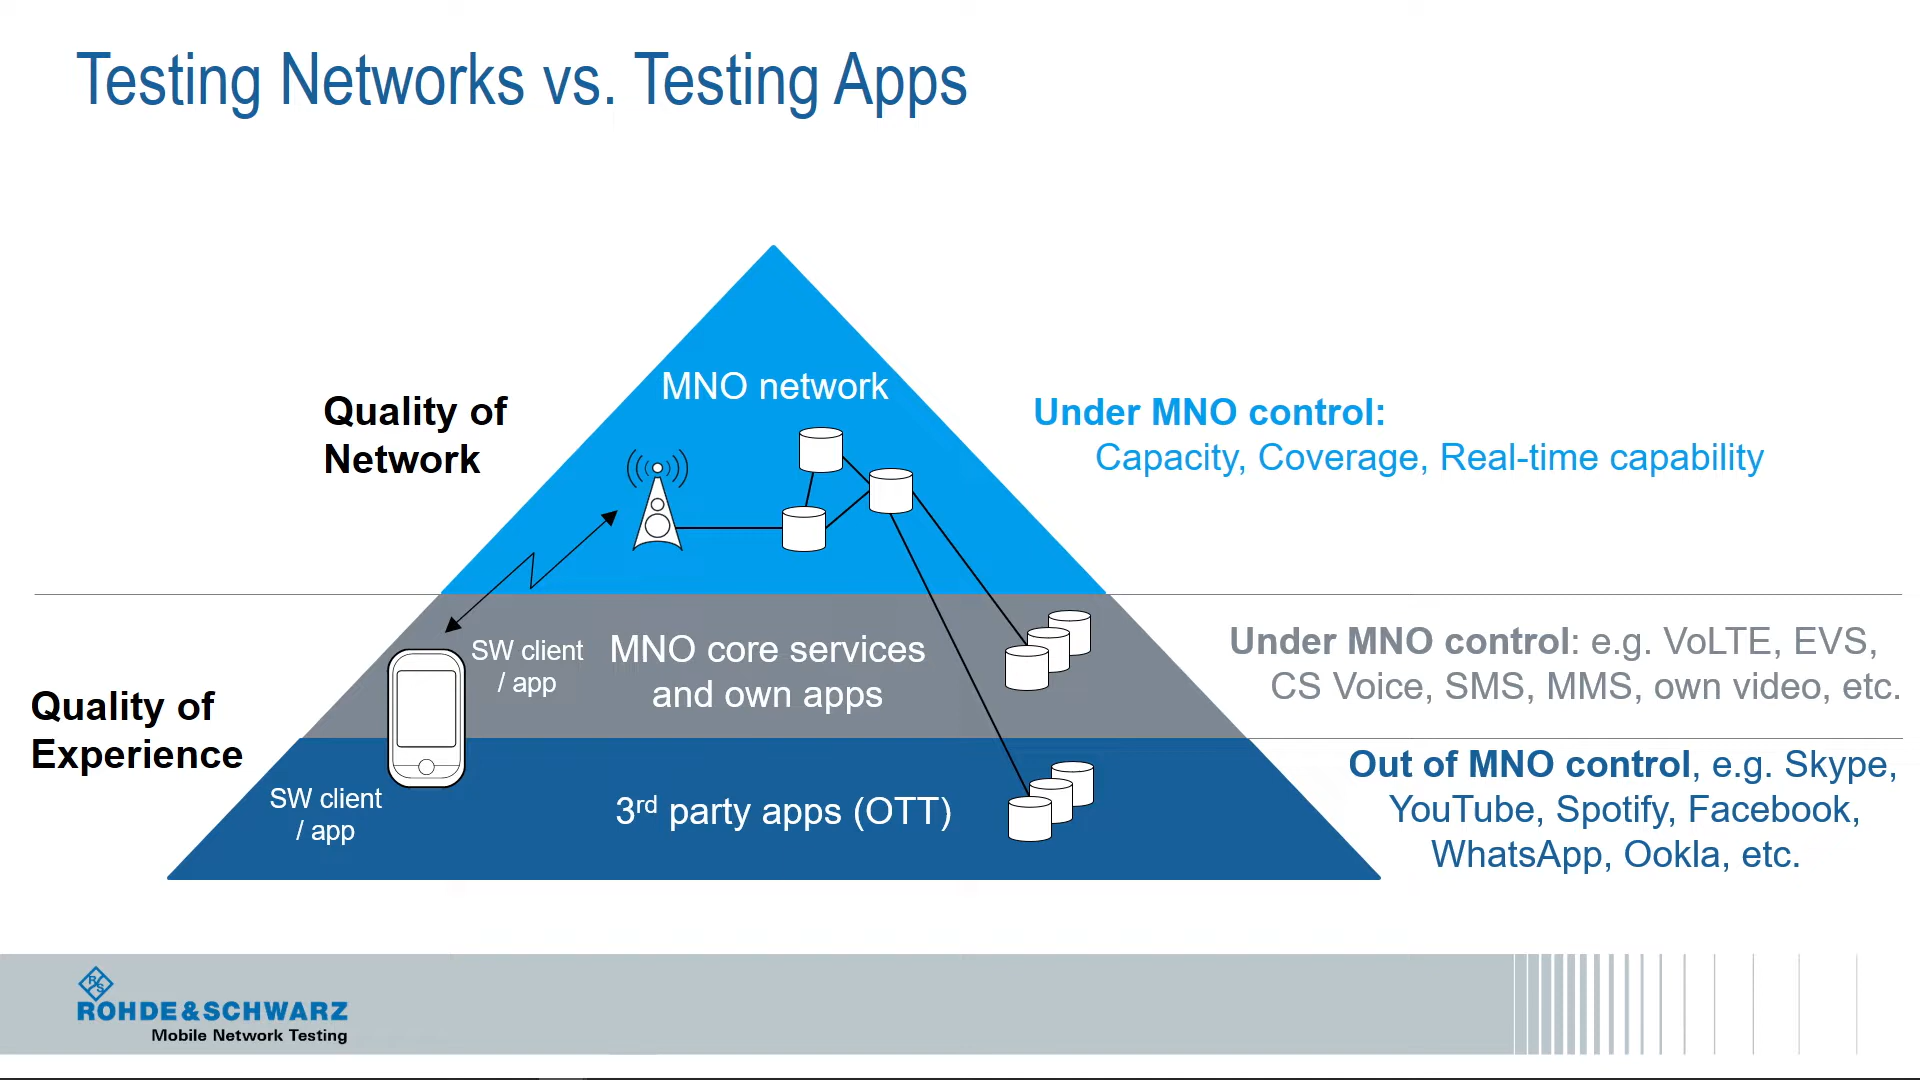 Testing Networks vs. Testing Apps
MNO network
Quality of
Network
Under MNO control:
Capacity, Coverage, Real-time capability
SW client
/ app
MNO core services
and own apps
Under MNO control: e.g. VoLTE, EVS,
CS Voice, SMS, MMS, own video, etc.
Quality of
Experience
SW client
/ app
3rd party apps (OTT)
Out of MNO control, e.g. Skype,
YouTube, Spotify, Facebook,
WhatsApp, Ookla, etc.
R&S
ROHDE&SCHWARZ
Mobile Network Testing